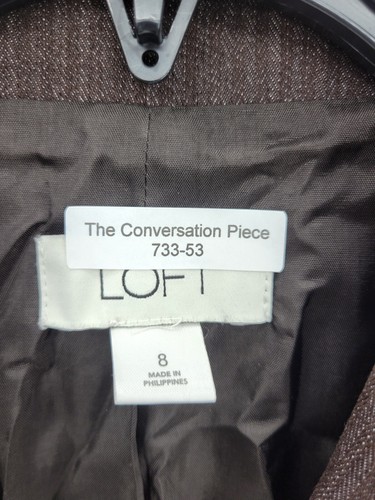 The Conversation Piece
733-53
LOFT
8
MADE IN
PHILIPPINES